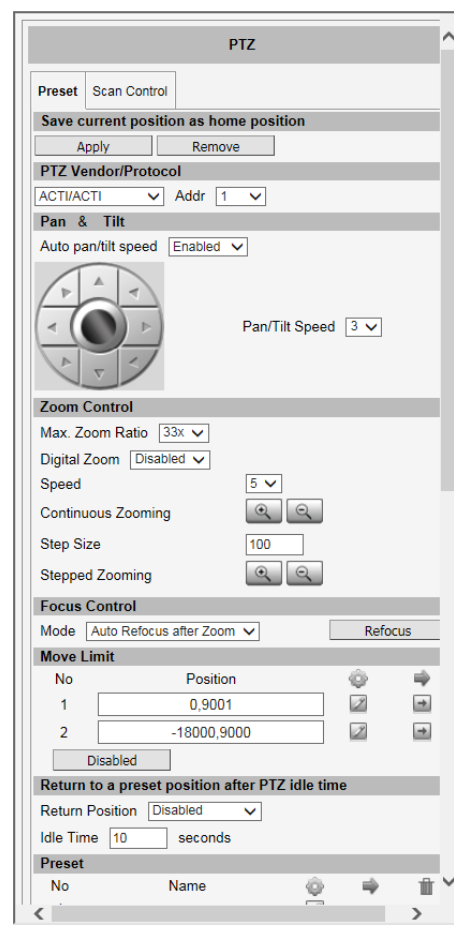 PTZ
Preset Scan Control
Save current position as home position
Apply Remove
PTZ Vendor/Protocol
ACTI/ACTI Addr 1
Pan & Tilt
Auto pan/tilt speed Enabled
Pan/Tilt Speed 3
Zoom Control
Max. Zoom Ratio 33x
Digital Zoom Disabled
Speed 5
Continuous Zooming
Step Size 100
Stepped Zooming
Focus Control
Mode Auto Refocus after Zoom Refocus
Move Limit
No Position
1 0,9001
2 -18000,9000
Disabled
Return to a preset position after PTZ idle time
Return Position Disabled
Idle Time 10 seconds
Preset
No Name